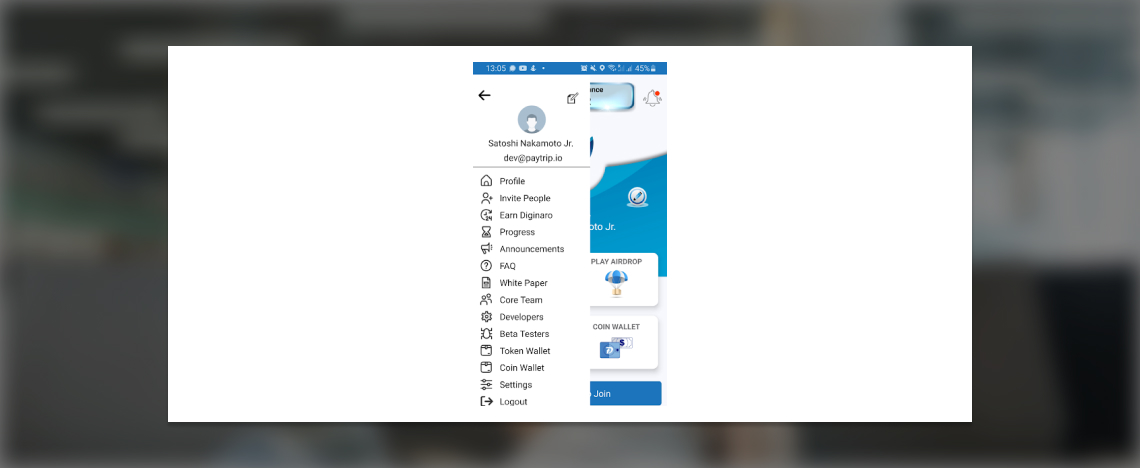 13:05
45%
nce
Satoshi Nakamoto Jr.
dev@paytrip.io
Profile
Invite People
Earn Diginaro
Progress
Announcements
FAQ
White Paper
Core Team
Developers
Beta Testers
Token Wallet
Coin Wallet
Settings
Logout
oto Jr.
PLAY AIRDROP
COIN WALLET
$
Join